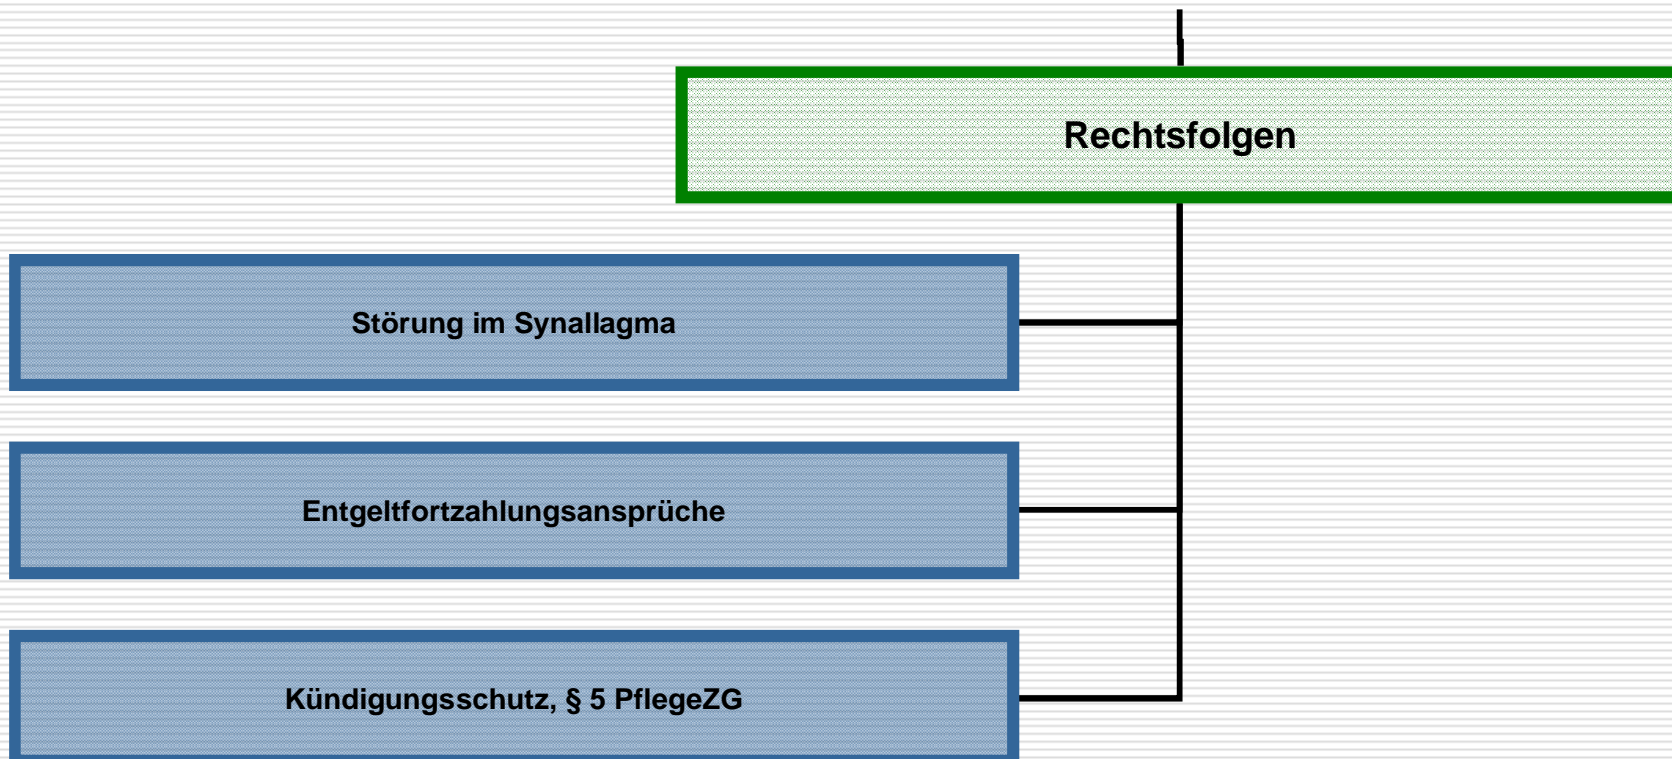 Rechtsfolgen
Störung im Synallagma
Entgeltfortzahlungsansprüche
Kündigungsschutz, § 5 PflegeZG